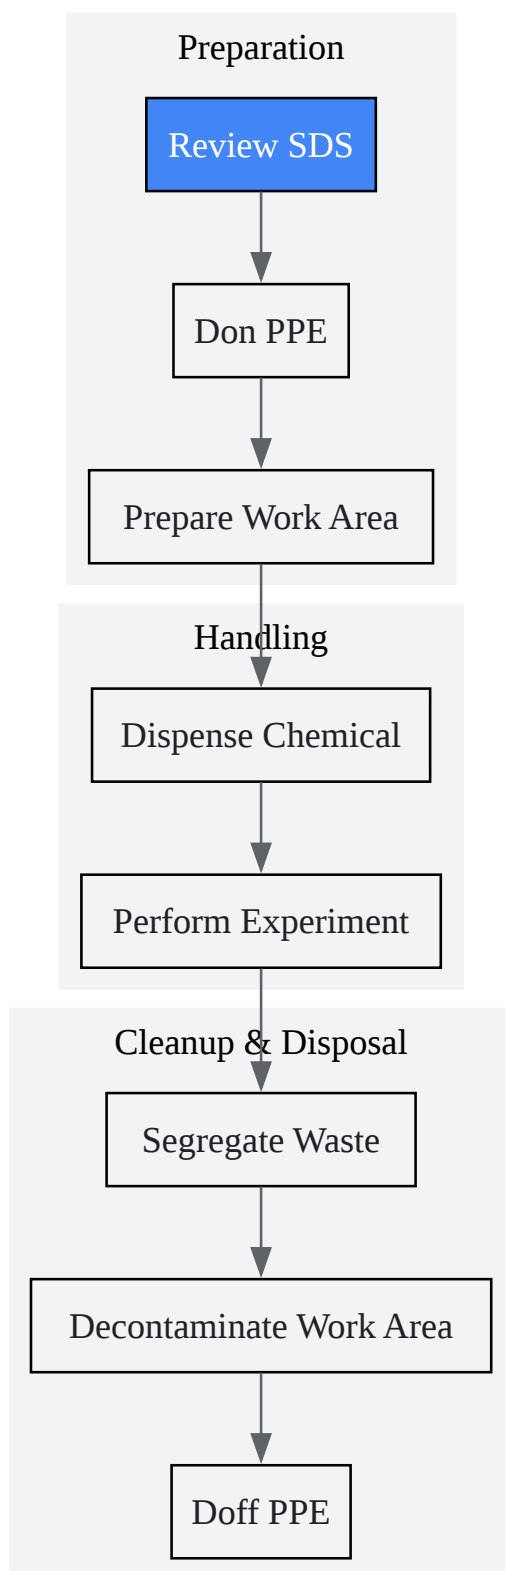 Preparation
Review SDS
Don PPE
Prepare Work Area
Handling
Dispense Chemical
Perform Experiment
Cleanup & Disposal
Segregate Waste
Decontaminate Work Area
Doff PPE